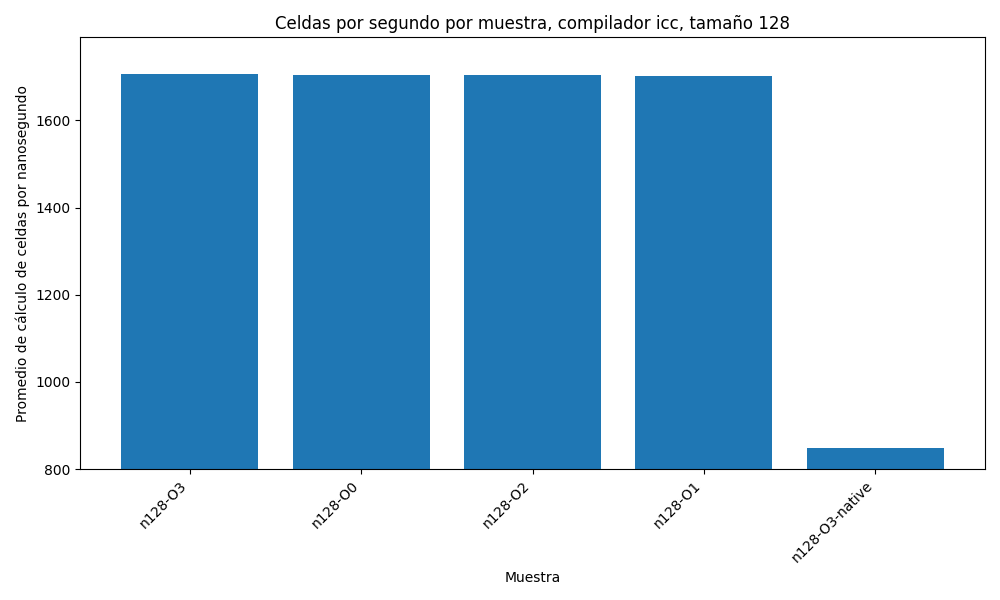 Celdas por segundo por muestra, compilador icc, tamaño 128
Promedio de cálculo de celdas por nanosegundo
1600
1400
1200
1000
800
n128-O3
n128-O0
n128-O2
n128-O1
n128-O3-native
Muestra